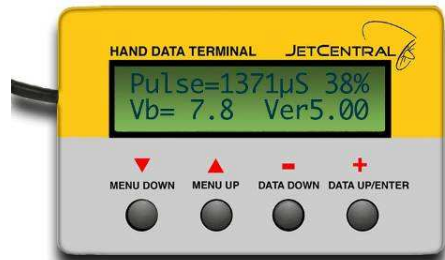 HAND DATA TERMINAL JETCENTRAL
Pulse=1371µS 38%
Vb= 7.8 Ver5.00
MENU DOWN MENU UP DATA DOWN DATA UP/ENTER